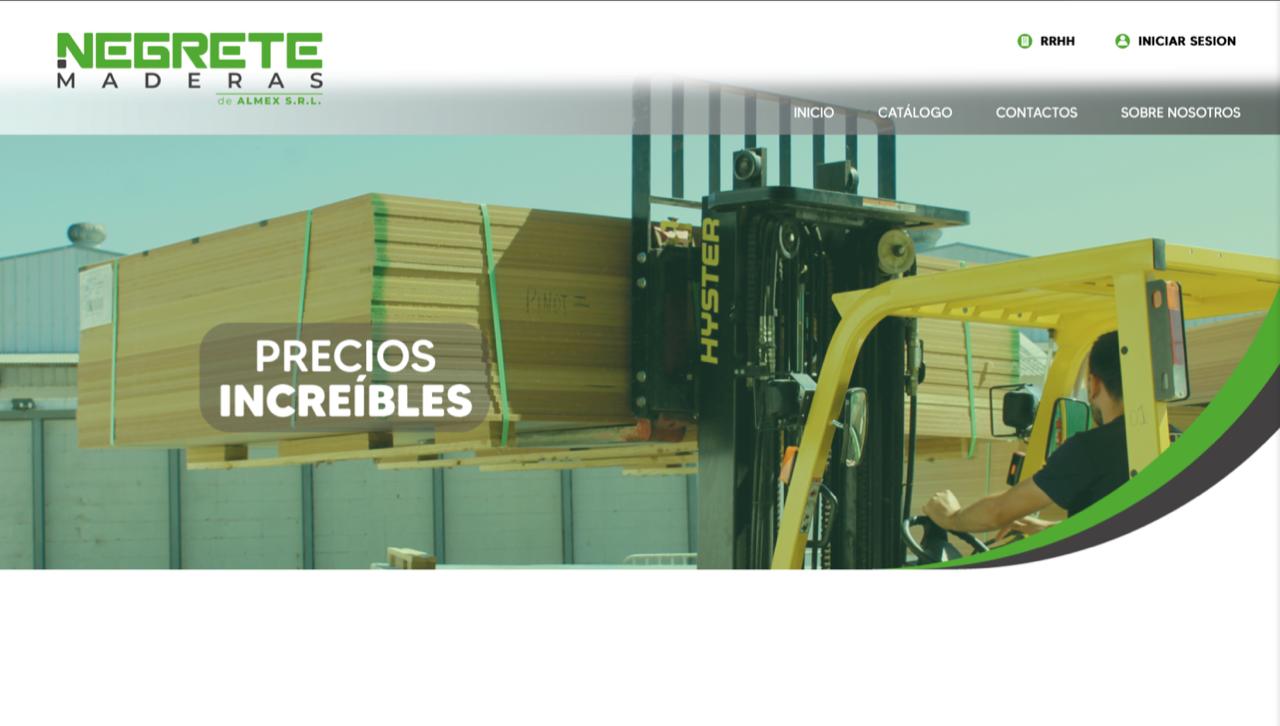 NEGRETE
MADERAS
de ALMEX S.R.L.
RRHH
INICIAR SESION
INICIO
CATÁLOGO
CONTACTOS
SOBRE NOSOTROS
HYSTER
PRECIOS
INCREÍBLES